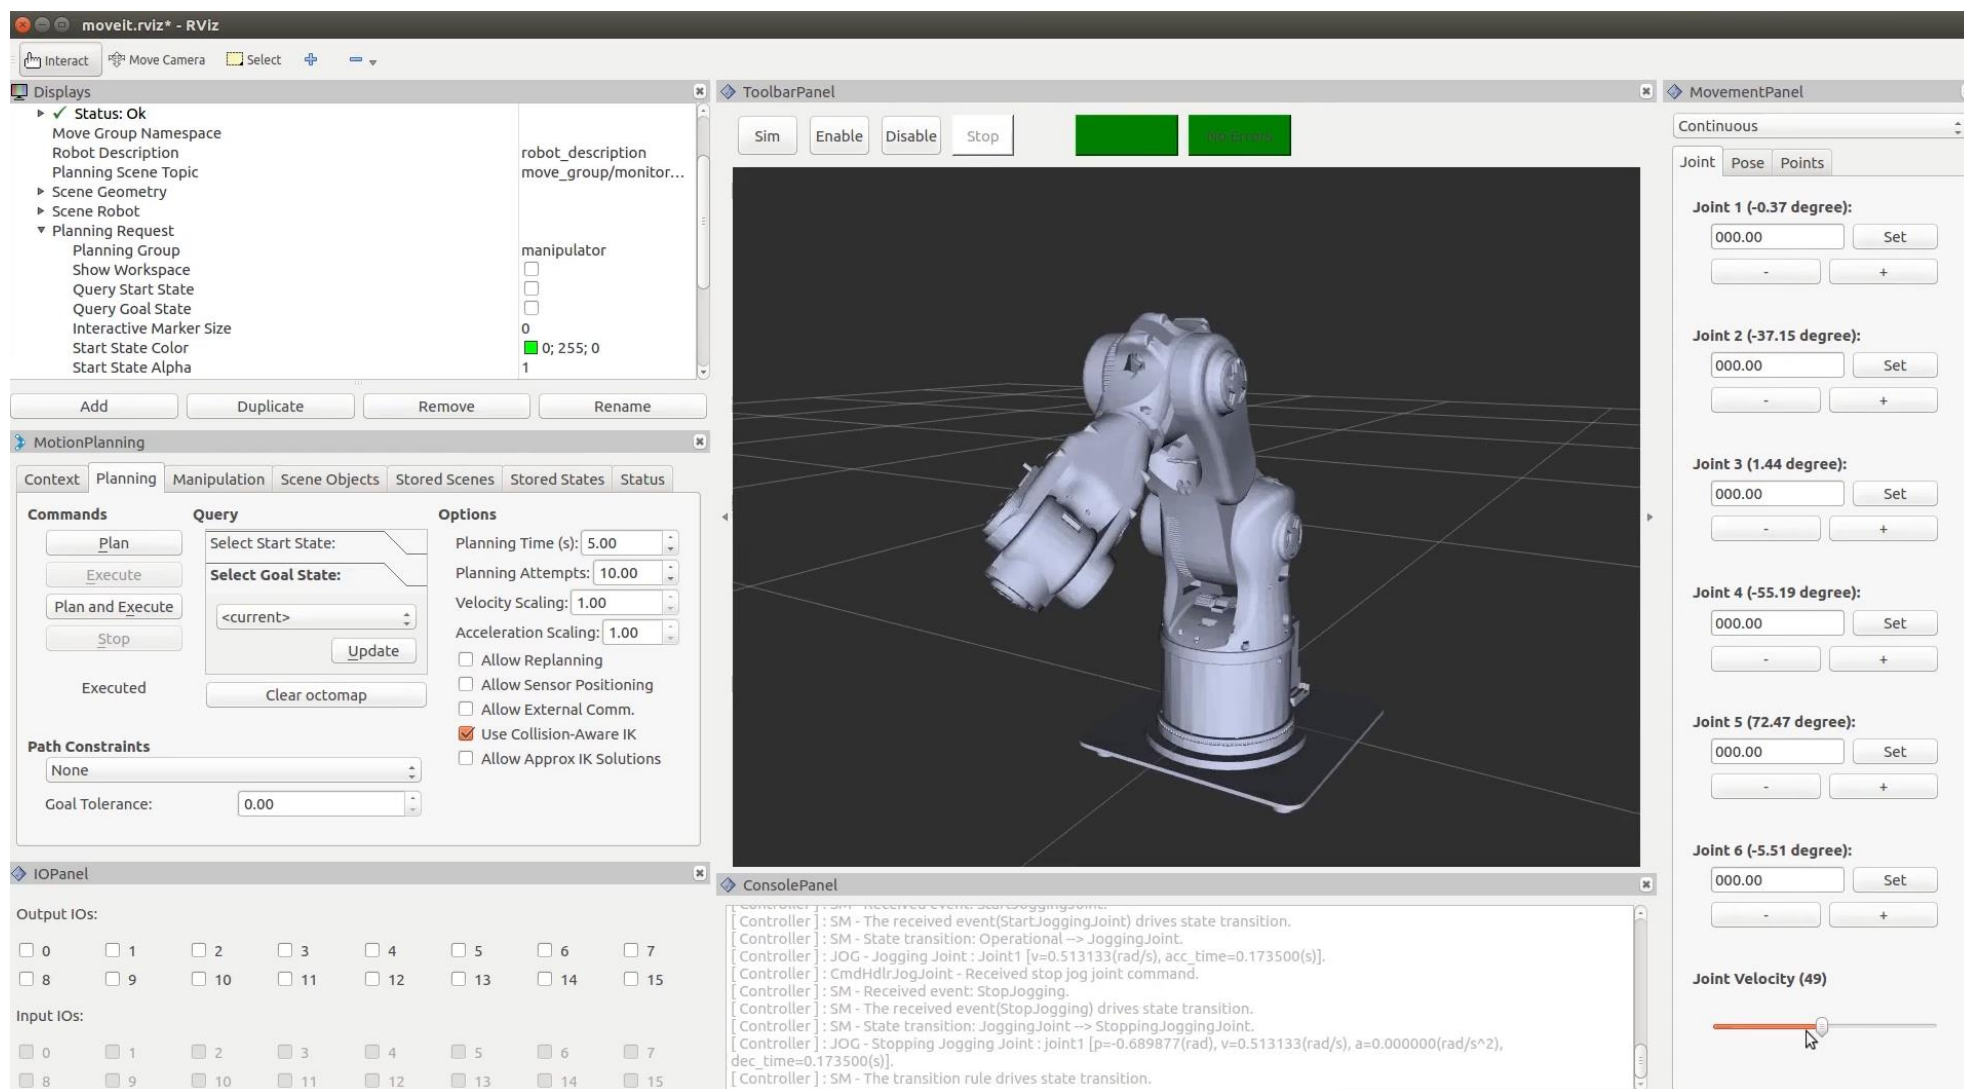 moveit.rviz* - RViz
Interact Move Camera Select
Displays
Status: Ok
Move Group Namespace
Robot Description robot_description
Planning Scene Topic move_group/monitor...
Scene Geometry
Scene Robot
Planning Request
Planning Group manipulator
Show Workspace
Query Start State
Query Goal State
Interactive Marker Size 0
Start State Color 0; 255; 0
Start State Alpha 1
Add Duplicate Remove Rename
MotionPlanning
Context Planning Manipulation Scene Objects Stored Scenes Stored States Status
Commands Query Options
Plan Select Start State: Planning Time (s): 5.00
Execute Select Goal State: Planning Attempts: 10.00
Plan and Execute <current> Velocity Scaling: 1.00
Stop Update Acceleration Scaling: 1.00
Allow Replanning
Allow Sensor Positioning
Executed Clear octomap
Allow External Comm.
Use Collision-Aware IK
Allow Approx IK Solutions
Path Constraints
None
Goal Tolerance: 0.00
IOPanel
Output IOs:
0 1 2 3 4 5 6 7
8 9 10 11 12 13 14 15
Input IOs:
0 1 2 3 4 5 6 7
8 9 10 11 12 13 14 15
ToolbarPanel
Sim Enable Disable Stop No Errors
ConsolePanel
[ Controller ] : SM - Received event: StartJoggingJoint.
[ Controller ] : SM - The received event(StartJoggingJoint) drives state transition.
[ Controller ] : SM - State transition: Operational --> JoggingJoint.
[ Controller ] : JOG - Jogging Joint : Joint1 [v=0.513133(rad/s), acc_time=0.173500(s)].
[ Controller ] : CmdHdlrJogJoint - Received stop jog joint command.
[ Controller ] : SM - Received event: StopJogging.
[ Controller ] : SM - The received event(StopJogging) drives state transition.
[ Controller ] : SM - State transition: JoggingJoint --> StoppingJoggingJoint.
[ Controller ] : JOG - Stopping Jogging Joint : joint1 [p=-0.689877(rad), v=0.513133(rad/s), a=0.000000(rad/s^2),
dec_time=0.173500(s)].
[ Controller ] : SM - The transition rule drives state transition.
MovementPanel
Continuous
Joint Pose Points
Joint 1 (-0.37 degree):
000.00 Set
- +
Joint 2 (-37.15 degree):
000.00 Set
- +
Joint 3 (1.44 degree):
000.00 Set
- +
Joint 4 (-55.19 degree):
000.00 Set
- +
Joint 5 (72.47 degree):
000.00 Set
- +
Joint 6 (-5.51 degree):
000.00 Set
- +
Joint Velocity (49)